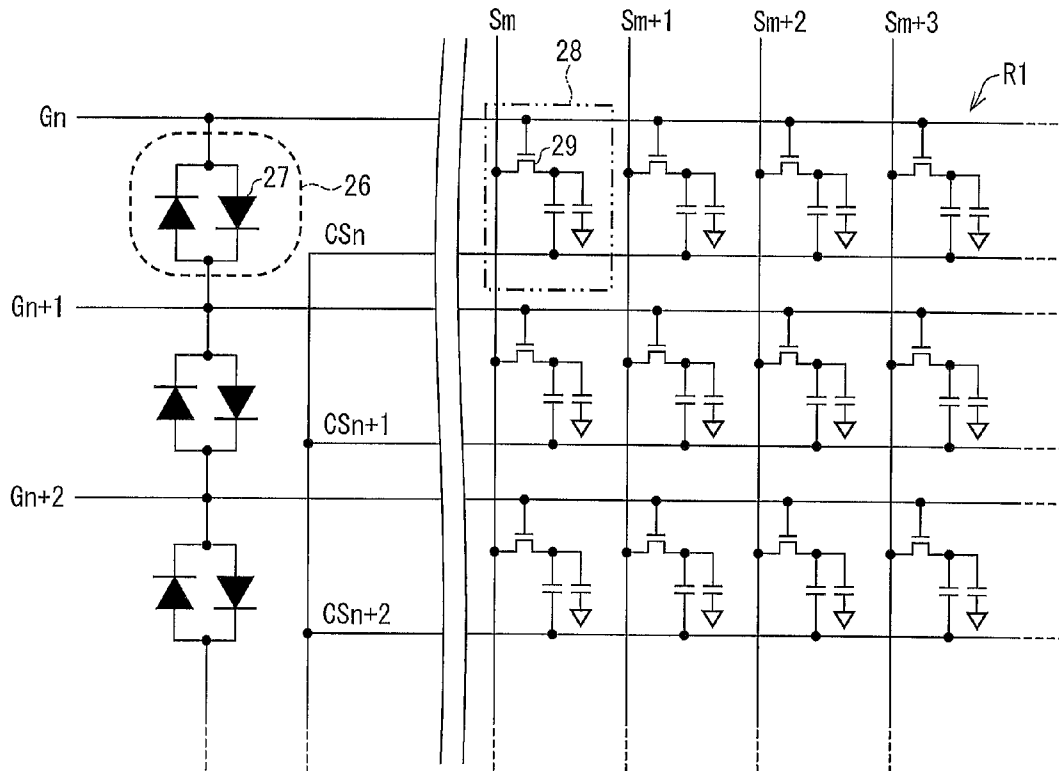 Sm Sm+1 Sm+2 Sm+3
28
R1
Gn
29
27
26
CSn
Gn+1
CSn+1
Gn+2
CSn+2